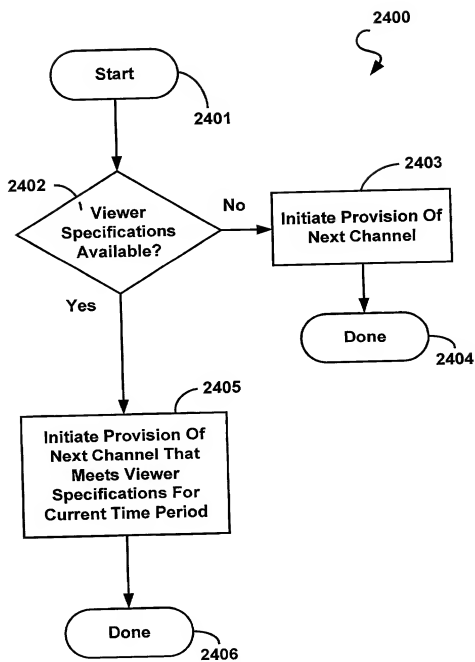 2400
Start
2401
2402
Viewer
Specifications
Available?
No
2403
Initiate Provision Of
Next Channel
Yes
Done
2404
2405
Initiate Provision Of
Next Channel That
Meets Viewer
Specifications For
Current Time Period
Done
2406